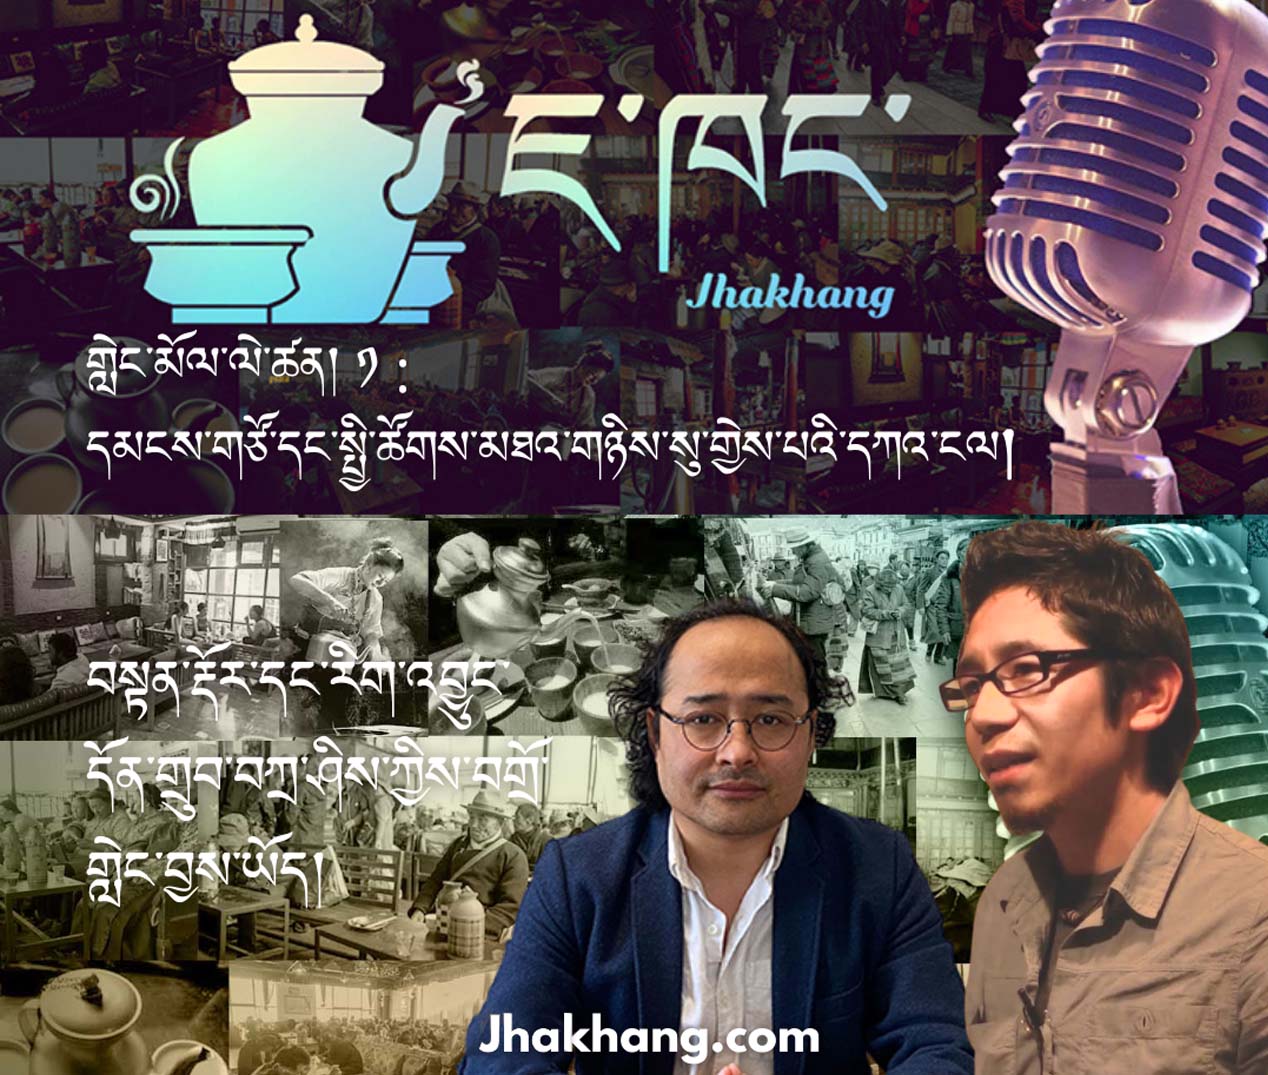 ཇ་ཁང་
Jhakhang
གླེང་མོལ་ལེ་ཚན། ༡ :
དམངས་གཙོ་དང་སྤྱི་ཚོགས་མཐའ་གཉིས་སུ་གྱེས་པའི་དཀའ་ངལ།
བསྟན་རྡོར་དང་རིག་འབྱུང་
དོན་གྲུབ་བཀྲ་ཤིས་ཀྱིས་བགྲོ་
གླེང་བྱས་ཡོད།
Jhakhang.com